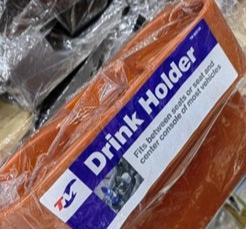 Drink Holder
Fits between seats or seat and
center console of most vehicles